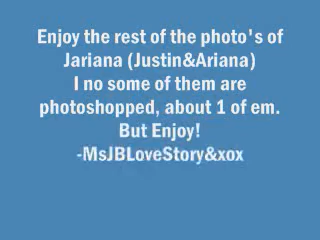 Enjoy the rest of the photo's of
Jariana (Justin&Ariana)
I no some of them are
photoshopped, about 1 of em.
But Enjoy!
-MsJBLoveStory&xox